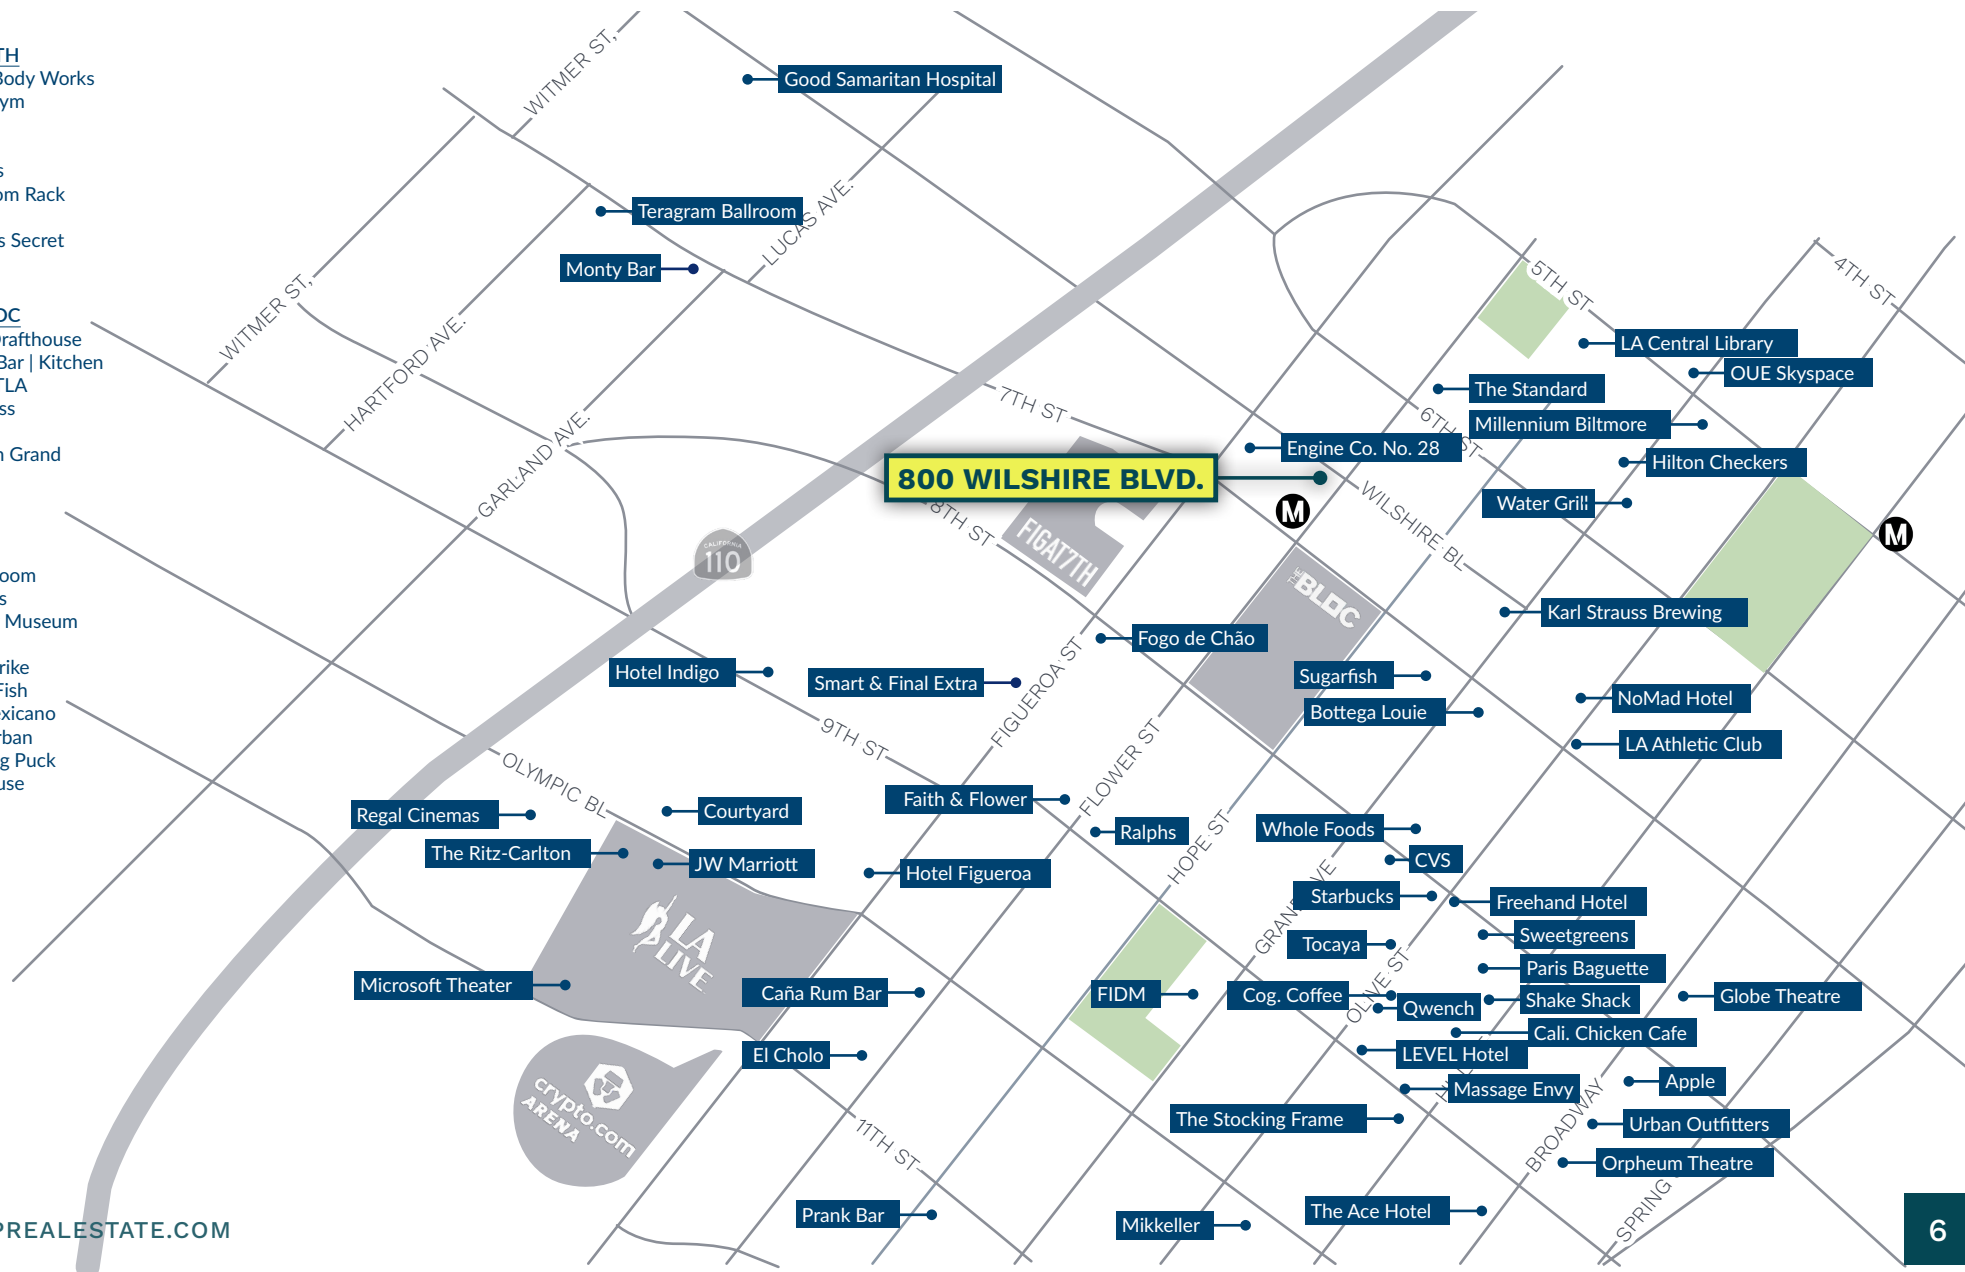 TH
Body Works
ym
s
om Rack
s Secret
OC
Drafthouse
Bar | Kitchen
TLA
ss
n Grand
oom
s
Museum
rike
Fish
exicano
rban
g Puck
use
WITMER ST,
Good Samaritan Hospital
Teragram Ballroom
LUCAS AVE.
Monty Bar
WITMER ST,
HARTFORD AVE.
GARLAND AVE.
5TH ST
4TH ST
LA Central Library
OUE Skyspace
The Standard
7TH ST
6TH ST
Millennium Biltmore
Engine Co. No. 28
Hilton Checkers
800 WILSHIRE BLVD.
WILSHIRE BL
Water Grill
M
M
8TH ST
FIGAT7TH
CALIFORNIA
110
THE
BLOC
Karl Strauss Brewing
Fogo de Chão
Hotel Indigo
Smart & Final Extra
FIGUEROA ST
Sugarfish
Bottega Louie
NoMad Hotel
LA Athletic Club
9TH ST
FLOWER ST
OLYMPIC BL
Regal Cinemas
Courtyard
Faith & Flower
Ralphs
HOPE ST
Whole Foods
CVS
The Ritz-Carlton
JW Marriott
Hotel Figueroa
GRAND AVE
Starbucks
Freehand Hotel
Sweetgreens
Tocaya
LA
LIVE
OLIVE ST
Paris Baguette
Microsoft Theater
Caña Rum Bar
FIDM
Cog. Coffee
Qwench
Shake Shack
Globe Theatre
Cali. Chicken Cafe
El Cholo
LEVEL Hotel
Massage Envy
Apple
crypto.com
ARENA
The Stocking Frame
BROADWAY
Urban Outfitters
11TH ST
Orpheum Theatre
SPRING
Prank Bar
Mikkeller
The Ace Hotel
PREALESTATE.COM
6